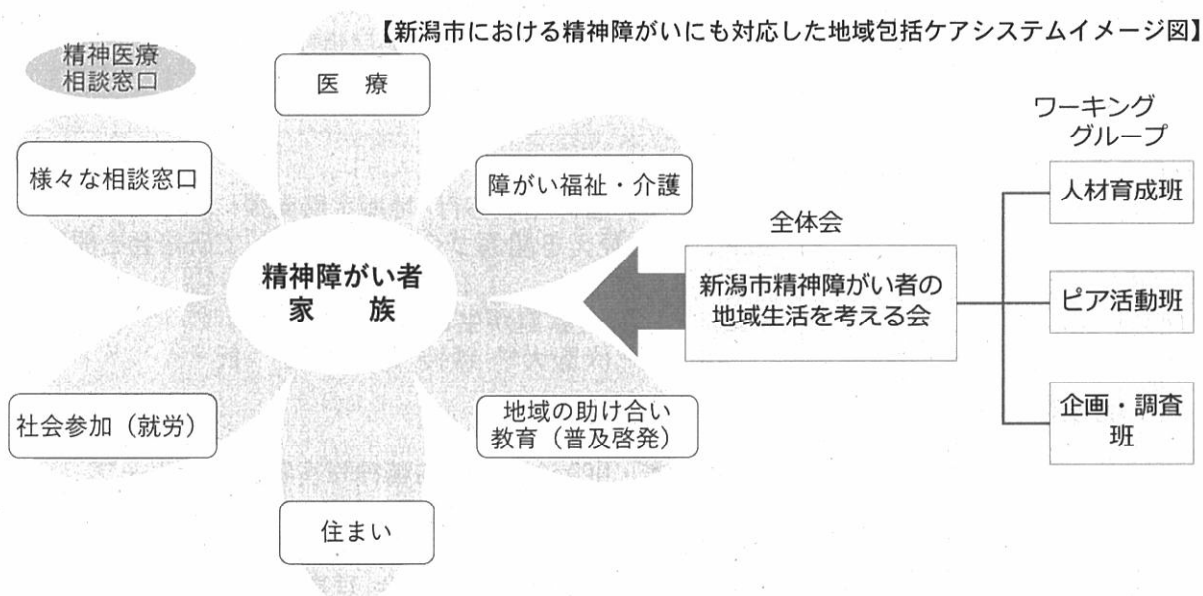 【新潟市における精神障がいにも対応した地域包括ケアシステムイメージ図】
精神医療
相談窓口
医　療
様々な相談窓口
障がい福祉・介護
精神障がい者
家　　族
社会参加（就労）
地域の助け合い
教育（普及啓発）
住まい
全体会
新潟市精神障がい者の
地域生活を考える会
ワーキング
グループ
人材育成班
ピア活動班
企画・調査
班